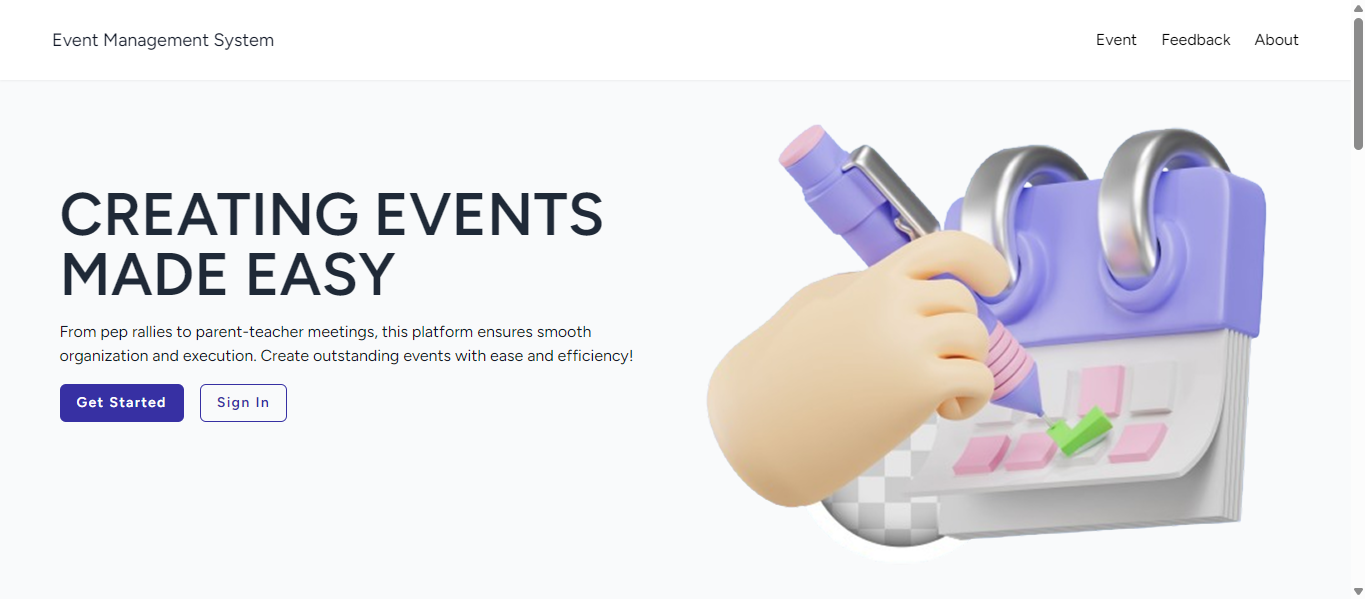 Event Management System
Event Feedback About
CREATING EVENTS
MADE EASY
From pep rallies to parent-teacher meetings, this platform ensures smooth
organization and execution. Create outstanding events with ease and efficiency!
Get Started Sign In